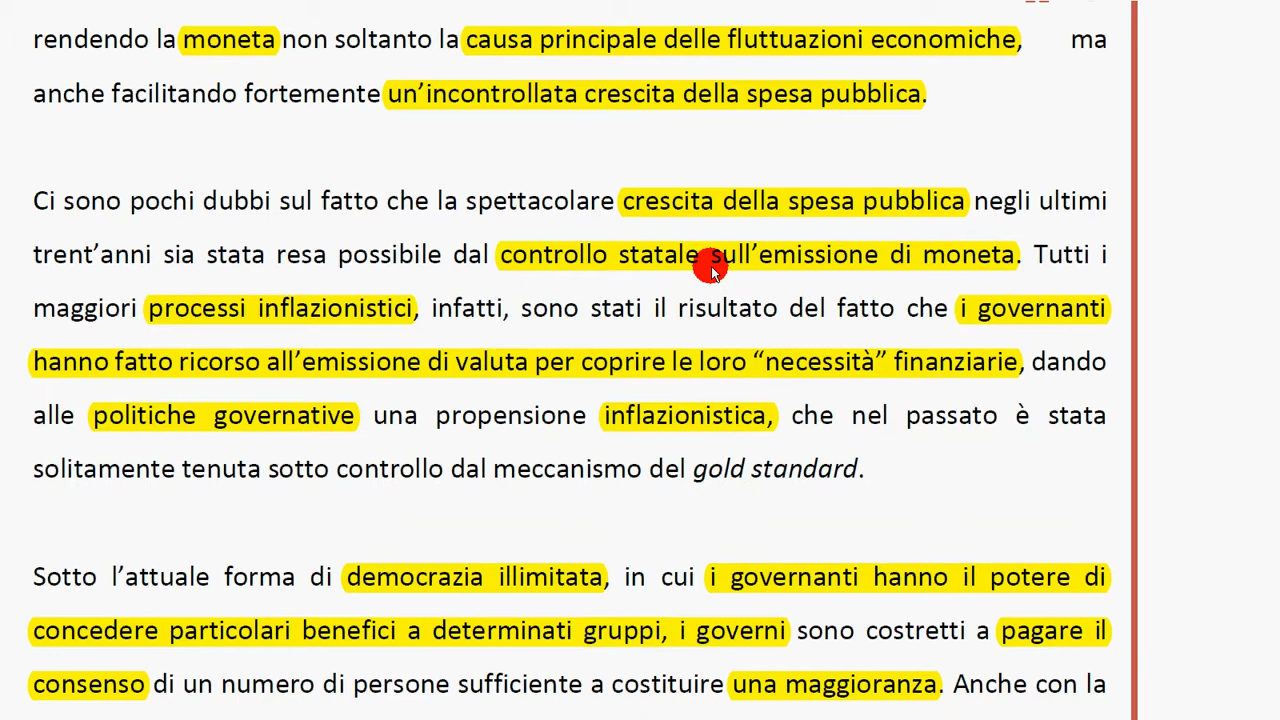 rendendo la moneta non soltanto la causa principale delle fluttuazioni economiche, ma
anche facilitando fortemente un’incontrollata crescita della spesa pubblica.
Ci sono pochi dubbi sul fatto che la spettacolare crescita della spesa pubblica negli ultimi
trent’anni sia stata resa possibile dal controllo statale sull’emissione di moneta. Tutti i
maggiori processi inflazionistici, infatti, sono stati il risultato del fatto che i governanti
hanno fatto ricorso all’emissione di valuta per coprire le loro “necessità” finanziarie, dando
alle politiche governative una propensione inflazionistica, che nel passato è stata
solitamente tenuta sotto controllo dal meccanismo del gold standard.
Sotto l’attuale forma di democrazia illimitata, in cui i governanti hanno il potere di
concedere particolari benefici a determinati gruppi, i governi sono costretti a pagare il
consenso di un numero di persone sufficiente a costituire una maggioranza. Anche con la